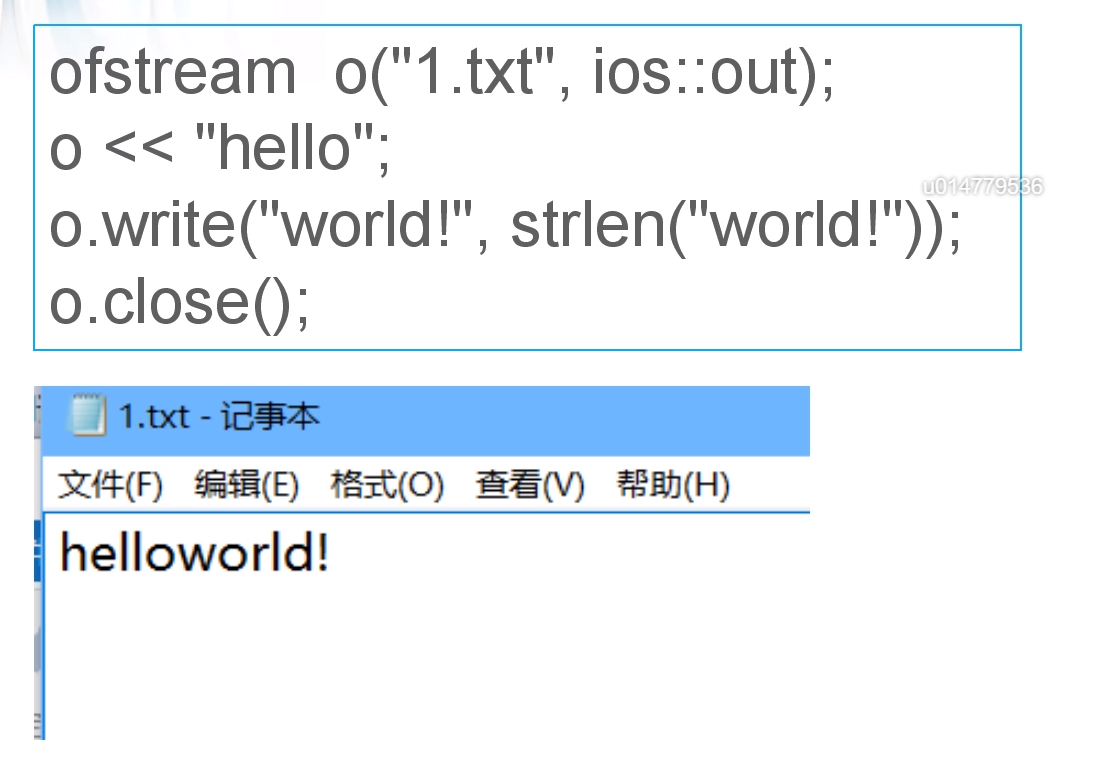 ofstream  o("1.txt", ios::out);
o << "hello";
u014779536
o.write("world!", strlen("world!"));
o.close();
1.txt - 记事本
文件(F) 编辑(E) 格式(O) 查看(V) 帮助(H)
helloworld!